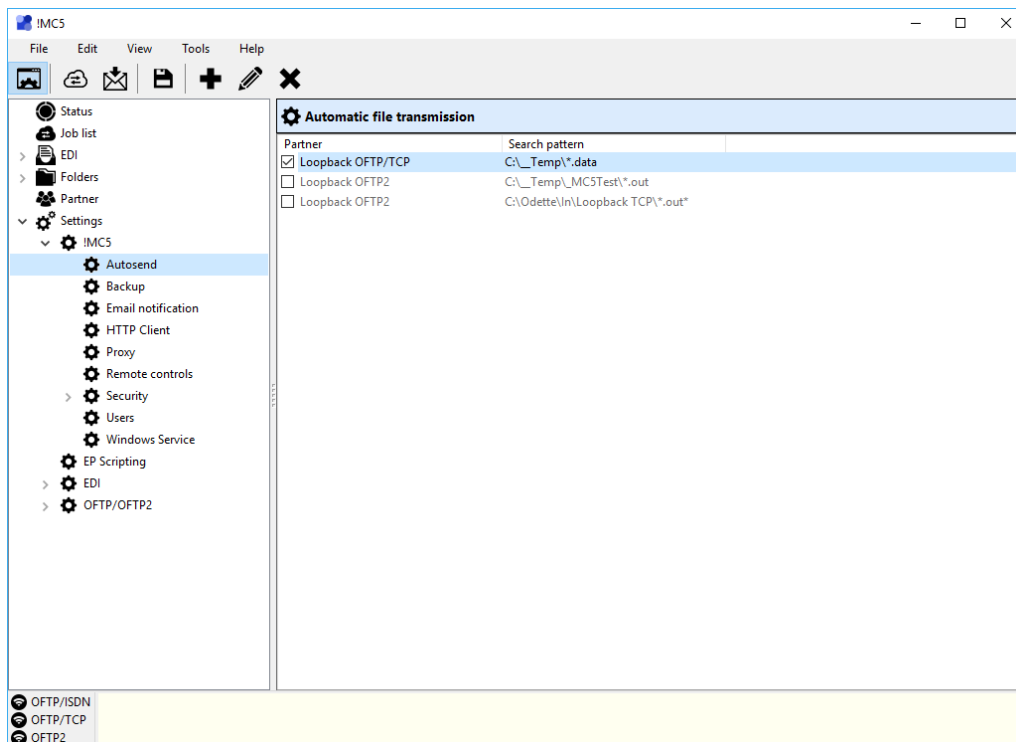 !MC5
File Edit View Tools Help
Status
Job list
EDI
Folders
Partner
Settings
!MC5
Autosend
Backup
Email notification
HTTP Client
Proxy
Remote controls
Security
Users
Windows Service
EP Scripting
EDI
OFTP/OFTP2
Automatic file transmission
Partner Search pattern
Loopback OFTP/TCP C:\__Temp\*.data
Loopback OFTP2 C:\__Temp\_MC5Test\*.out
Loopback OFTP2 C:\Odette\In\Loopback TCP\*.out*
OFTP/ISDN
OFTP/TCP
OFTP2